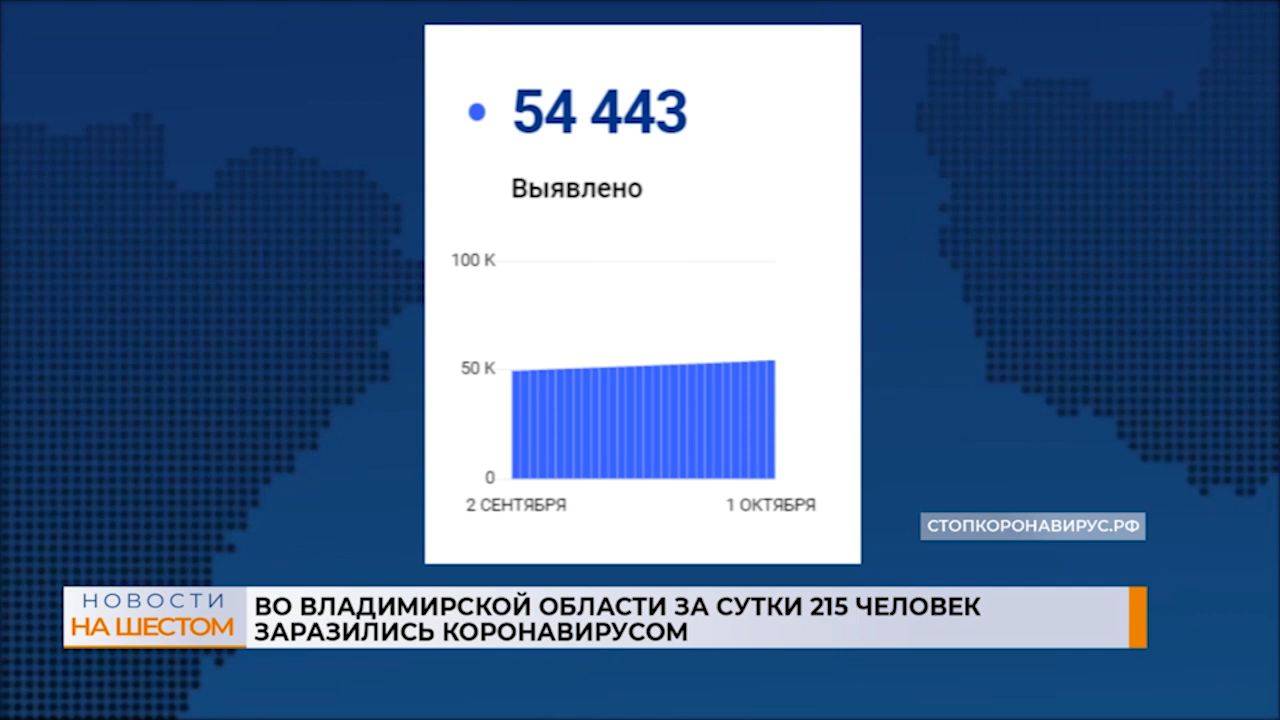 54 443
Выявлено
100 K
50 K
0
2 СЕНТЯБРЯ 1 ОКТЯБРЯ
СТОПКОРОНАВИРУС.РФ
НОВОСТИ
НА ШЕСТОМ
ВО ВЛАДИМИРСКОЙ ОБЛАСТИ ЗА СУТКИ 215 ЧЕЛОВЕК
ЗАРАЗИЛИСЬ КОРОНАВИРУСОМ